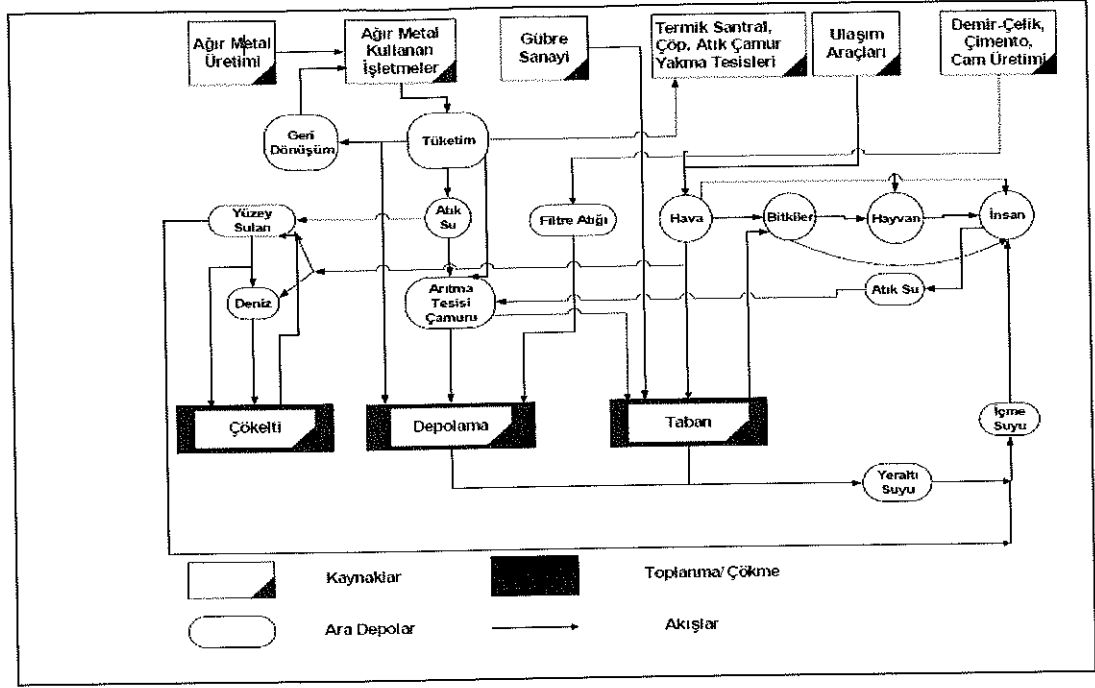 Ağır Metal
Üretimi
Ağır Metal
Kullanan
İşletmeler
Gübre
Sanayi
Termik Santral,
Çöp, Atık Çamur
Yakma Tesisleri
Ulaşım
Araçları
Demir-Çelik,
Çimento,
Cam Üretimi
Geri
Dönüşüm
Tüketim
Yüzey
Suları
Atık
Su
Filtre Atığı
Hava
Bitkiler
Hayvan
İnsan
Deniz
Arıtma
Tesisi
Çamuru
Atık Su
Çökelti
Depolama
Taban
İçme
Suyu
Yeraltı
Suyu
Kaynaklar
Toplanma/Çökme
Ara Depolar
Akışlar